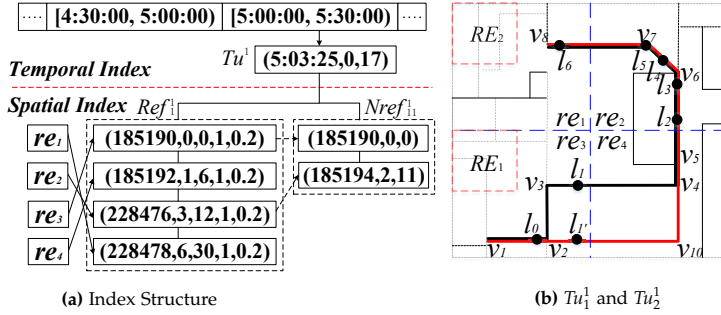 ···· [4:30:00, 5:00:00) [5:00:00, 5:30:00) ····
Tu¹
(5:03:25,0,17)
Temporal Index
Spatial Index
Ref₁¹
Nref₁₁¹
re₁
(185190,0,0,1,0.2)
(185190,0,0)
re₂
(185192,1,6,1,0.2)
(185194,2,11)
re₃
(228476,3,12,1,0.2)
re₄
(228478,6,30,1,0.2)
(a) Index Structure
RE₂
v₈
v₇
l₆
l₅
l₄
v₆
l₃
re₁ re₂
l₂
re₃ re₄
RE₁
v₅
v₃
l₁
v₄
l₀
l₁'
v₁
v₂
v₁₀
(b) Tu₁¹ and Tu₂¹